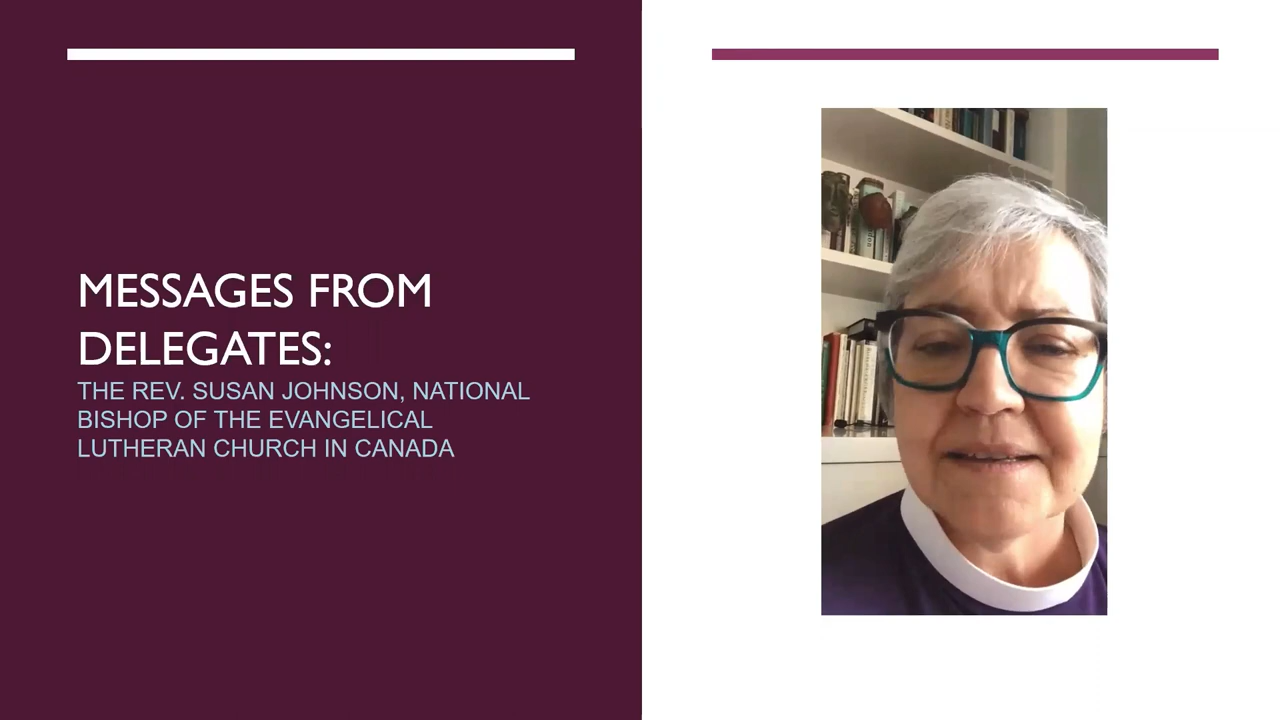 MESSAGES FROM
DELEGATES:
THE REV. SUSAN JOHNSON, NATIONAL
BISHOP OF THE EVANGELICAL
LUTHERAN CHURCH IN CANADA